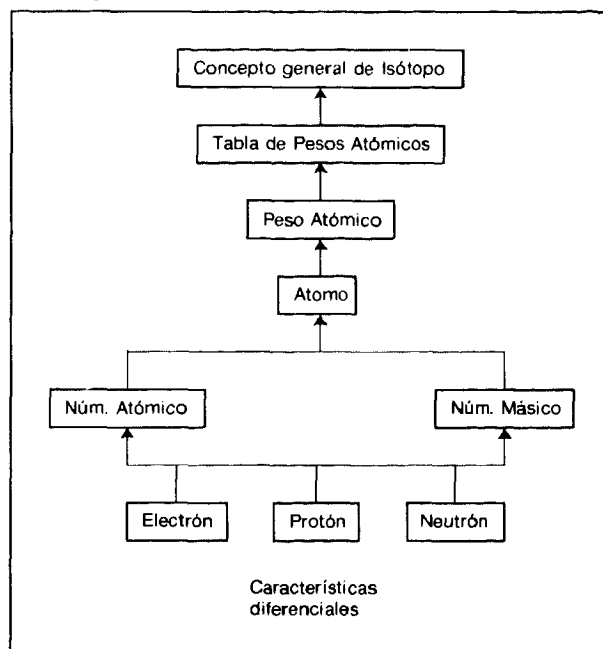 Concepto general de Isótopo
Tabla de Pesos Atómicos
Peso Atómico
Atomo
Núm. Atómico
Núm. Másico
Electrón
Protón
Neutrón
Características
diferenciales